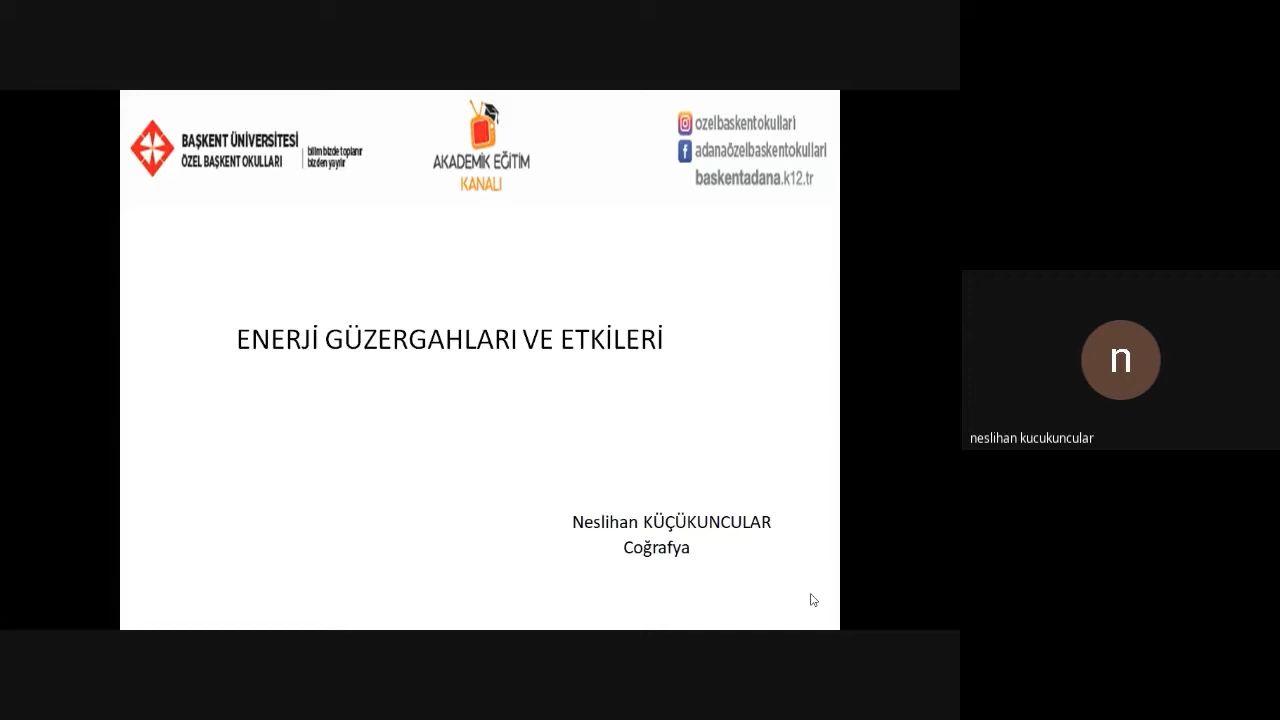 BAŞKENT ÜNİVERSİTESİ
ÖZEL BAŞKENT OKULLARI
bilim bizde toplanır
bizden yayılır
AKADEMİK EĞİTİM
KANALI
ozelbaskentokullari
adanaözelbaskentokullari
baskentadana.k12.tr
ENERJİ GÜZERGAHLARI VE ETKİLERİ
Neslihan KÜÇÜKUNCULAR
Coğrafya
n
neslihan kucukuncular